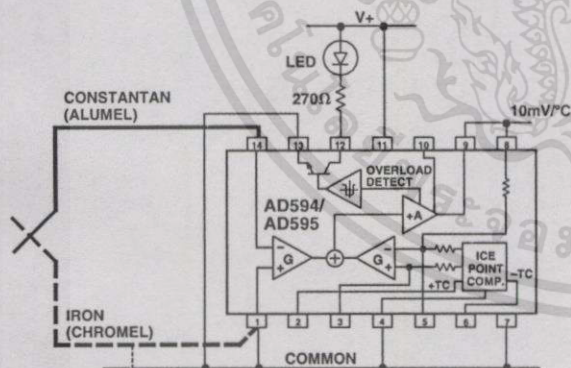 V+
LED
270Ω
CONSTANTAN
(ALUMEL)
10mV/°C
14
13
12
11
10
9
8
OVERLOAD
DETECT
AD594/
AD595
+A
–
G
+
–
G
+
ICE
POINT
COMP.
–TC
+TC
IRON
(CHROMEL)
1
2
3
4
5
6
7
COMMON